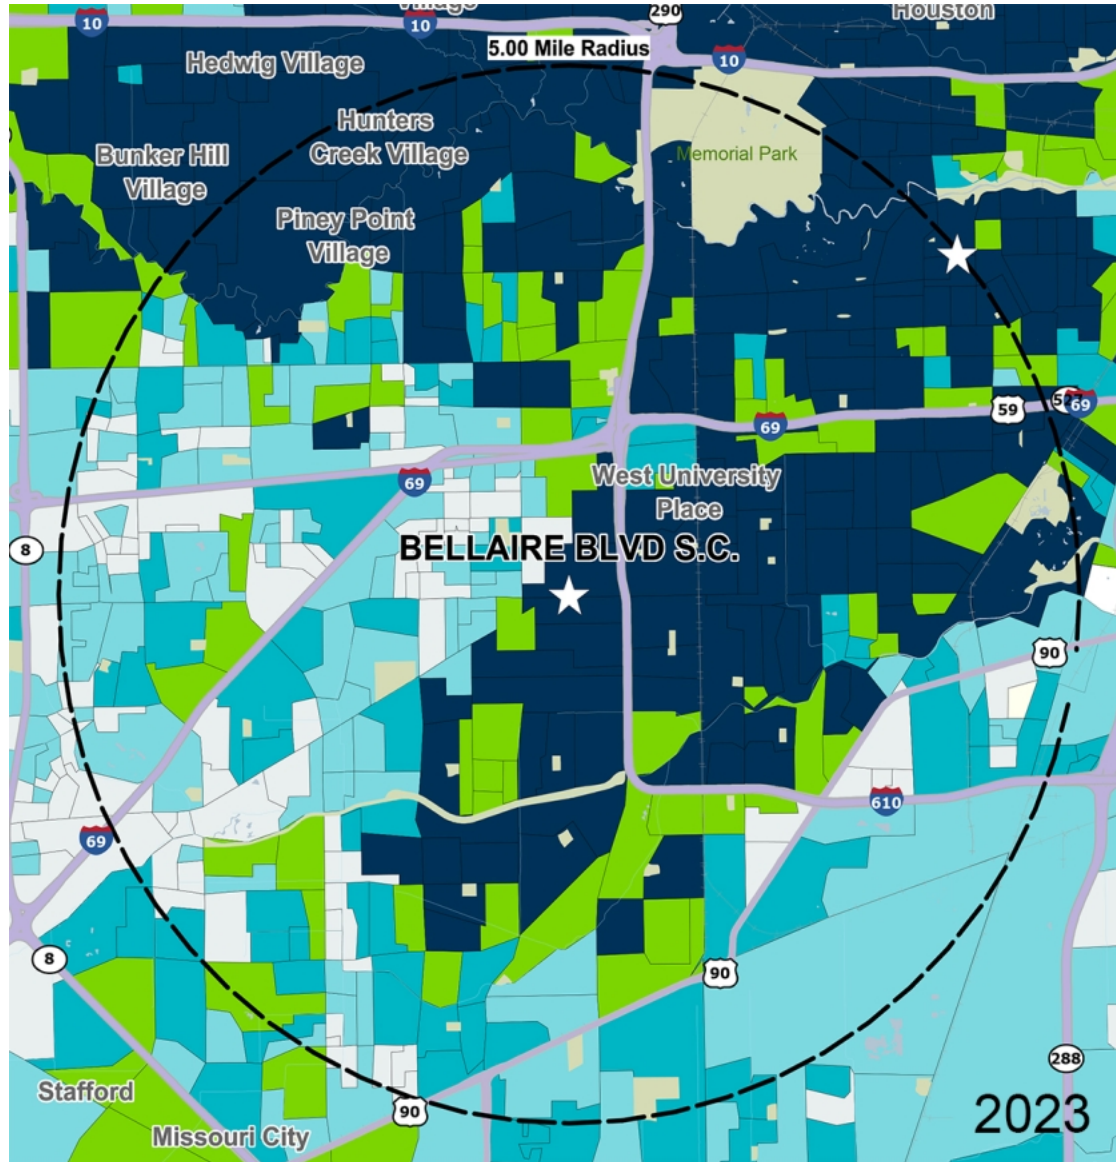 Village
Houston
10
10
290
5.00 Mile Radius
10
Hedwig Village
Hunters
Creek Village
Bunker Hill
Village
Memorial Park
Piney Point
Village
59
69
69
69
West University
Place
8
BELLAIRE BLVD S.C.
90
610
69
8
90
288
Stafford
90
2023
Missouri City